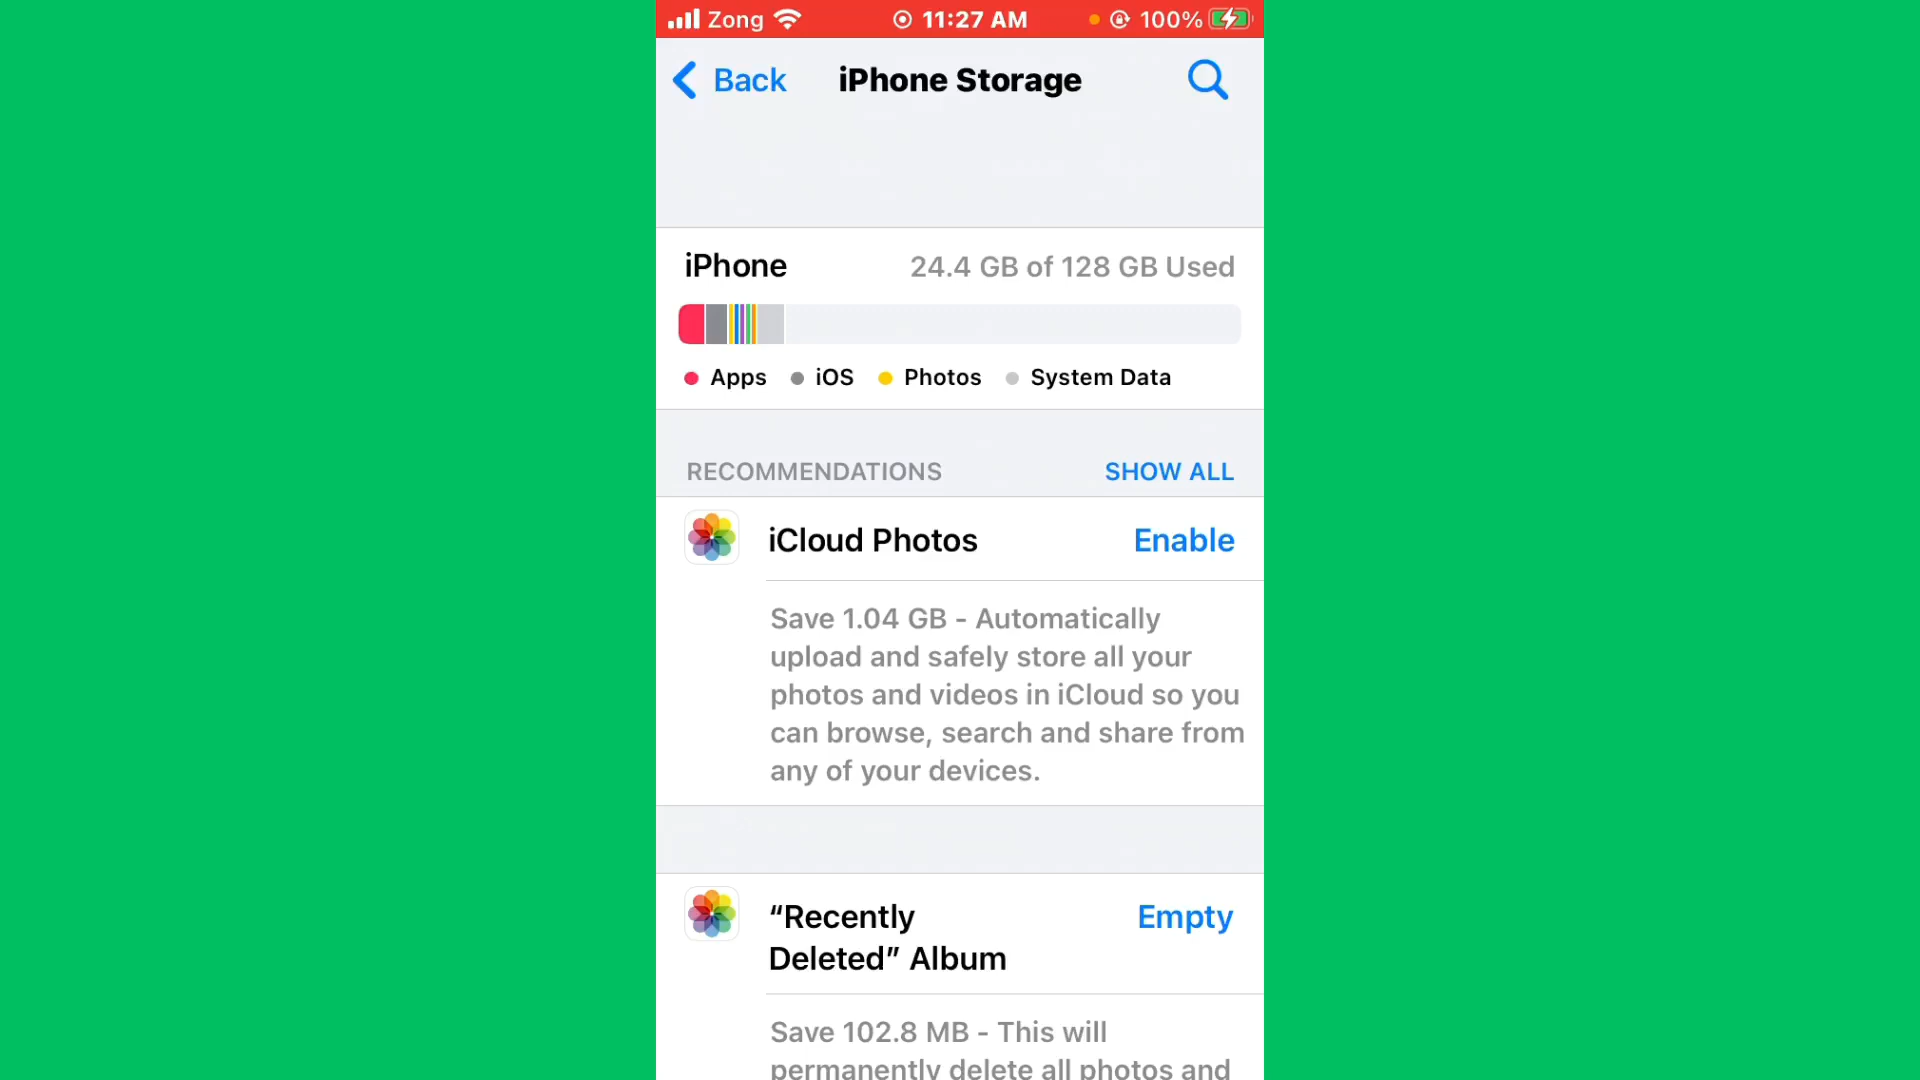 Zong 11:27 AM 100%
Back iPhone Storage
iPhone 24.4 GB of 128 GB Used
Apps iOS Photos System Data
RECOMMENDATIONS SHOW ALL
iCloud Photos Enable
Save 1.04 GB - Automatically
upload and safely store all your
photos and videos in iCloud so you
can browse, search and share from
any of your devices.
“Recently Empty
Deleted” Album
Save 102.8 MB - This will
permanently delete all photos and